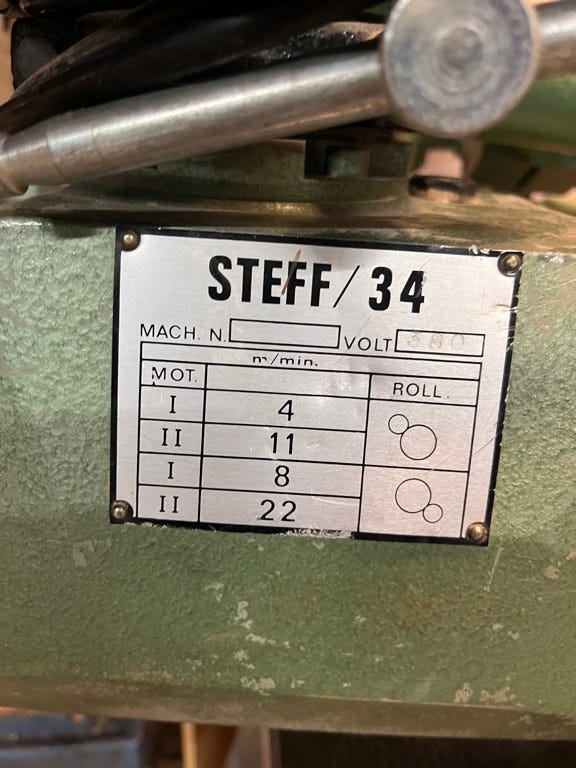 STEFF/34
MACH. N. VOLT 380
m/min.
MOT. ROLL.
I 4
II 11
I 8
II 22